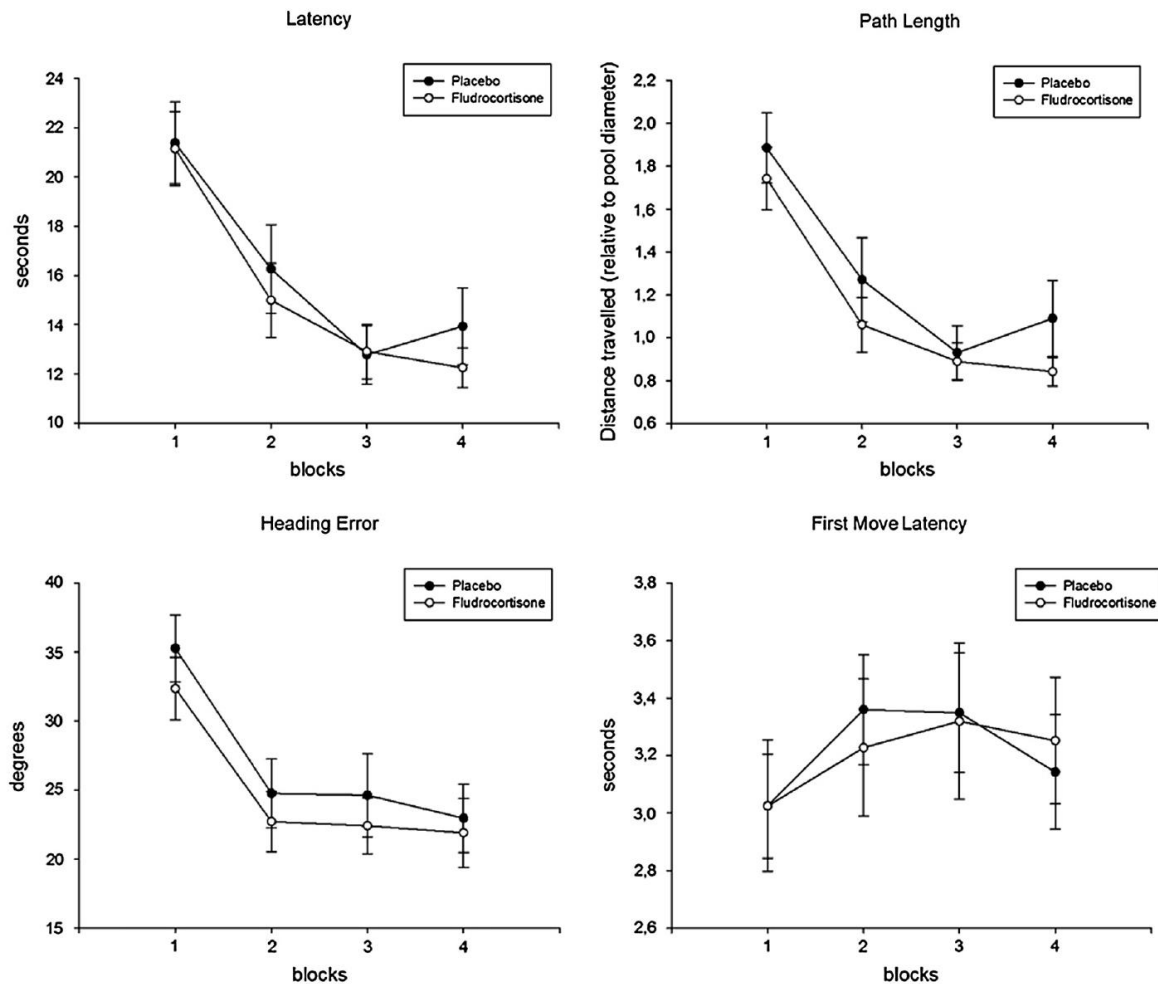 Latency
seconds
24
22
20
18
16
14
12
10
Placebo
Fludrocortisone
1 2 3 4
blocks
Path Length
Distance travelled (relative to pool diameter)
2,2
2,0
1,8
1,6
1,4
1,2
1,0
0,8
0,6
Placebo
Fludrocortisone
1 2 3 4
blocks
Heading Error
degrees
40
35
30
25
20
15
Placebo
Fludrocortisone
1 2 3 4
blocks
First Move Latency
seconds
3,8
3,6
3,4
3,2
3,0
2,8
2,6
Placebo
Fludrocortisone
1 2 3 4
blocks